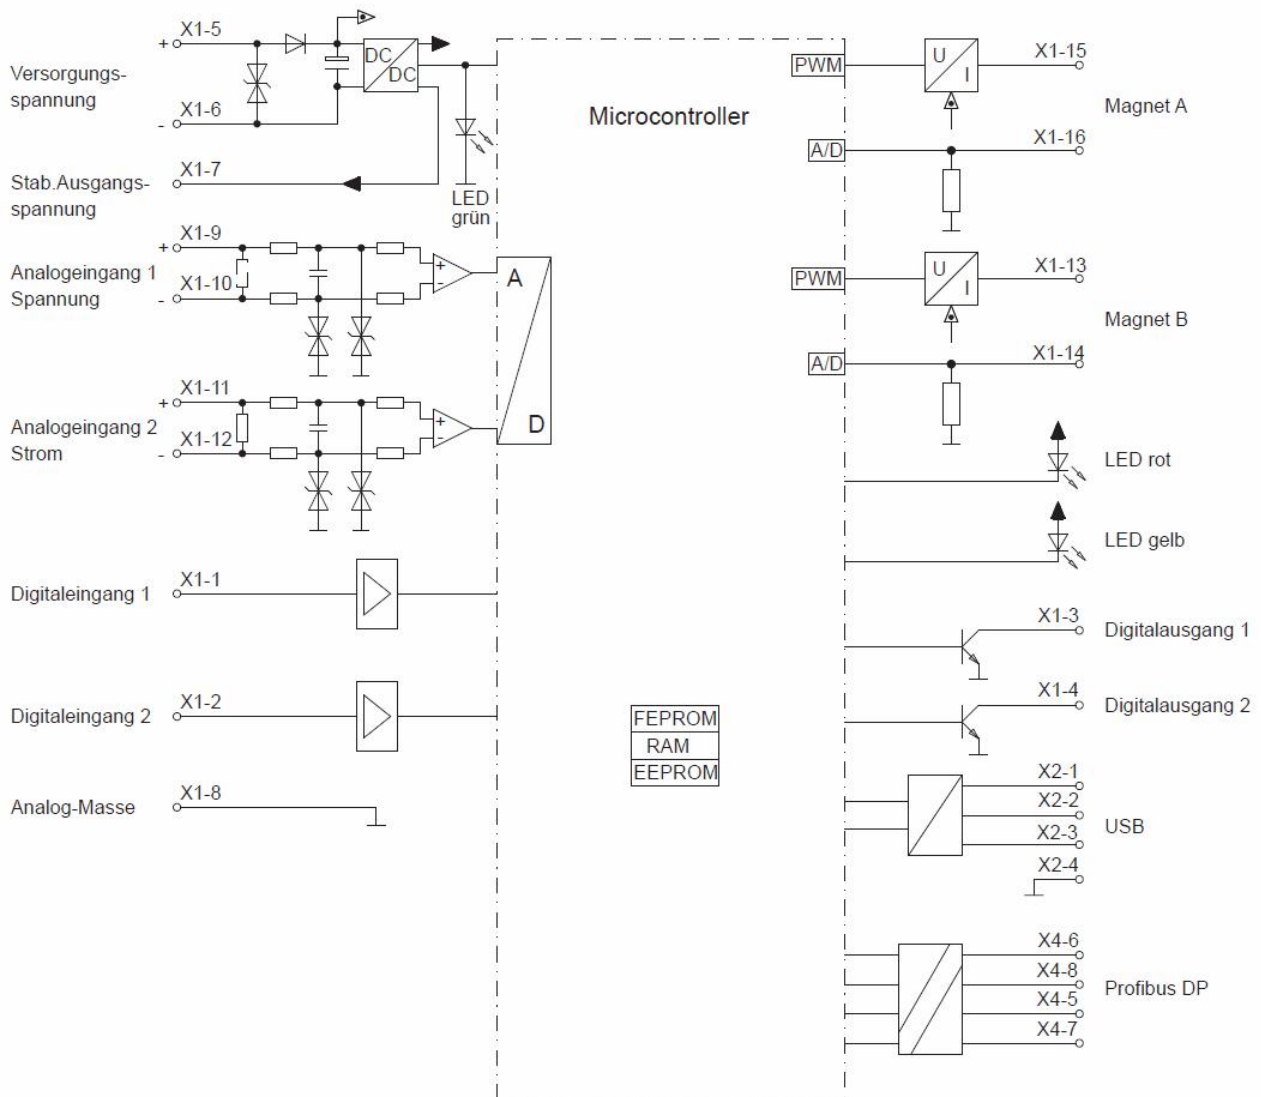 X1-5
+
Versorgungs-
spannung
X1-6
-
DC
DC
X1-7
Stab.Ausgangs-
spannung
LED
grün
X1-9
+
Analogeingang 1
Spannung
X1-10
-
+
-
A
D
X1-11
+
Analogeingang 2
Strom
X1-12
-
+
-
Digitaleingang 1
X1-1
Digitaleingang 2
X1-2
Analog-Masse
X1-8
Microcontroller
FEPROM
RAM
EEPROM
PWM
U
I
X1-15
Magnet A
A/D
X1-16
PWM
U
I
X1-13
Magnet B
A/D
X1-14
LED rot
LED gelb
X1-3
Digitalausgang 1
X1-4
Digitalausgang 2
X2-1
X2-2
X2-3
USB
X2-4
X4-6
X4-8
Profibus DP
X4-5
X4-7